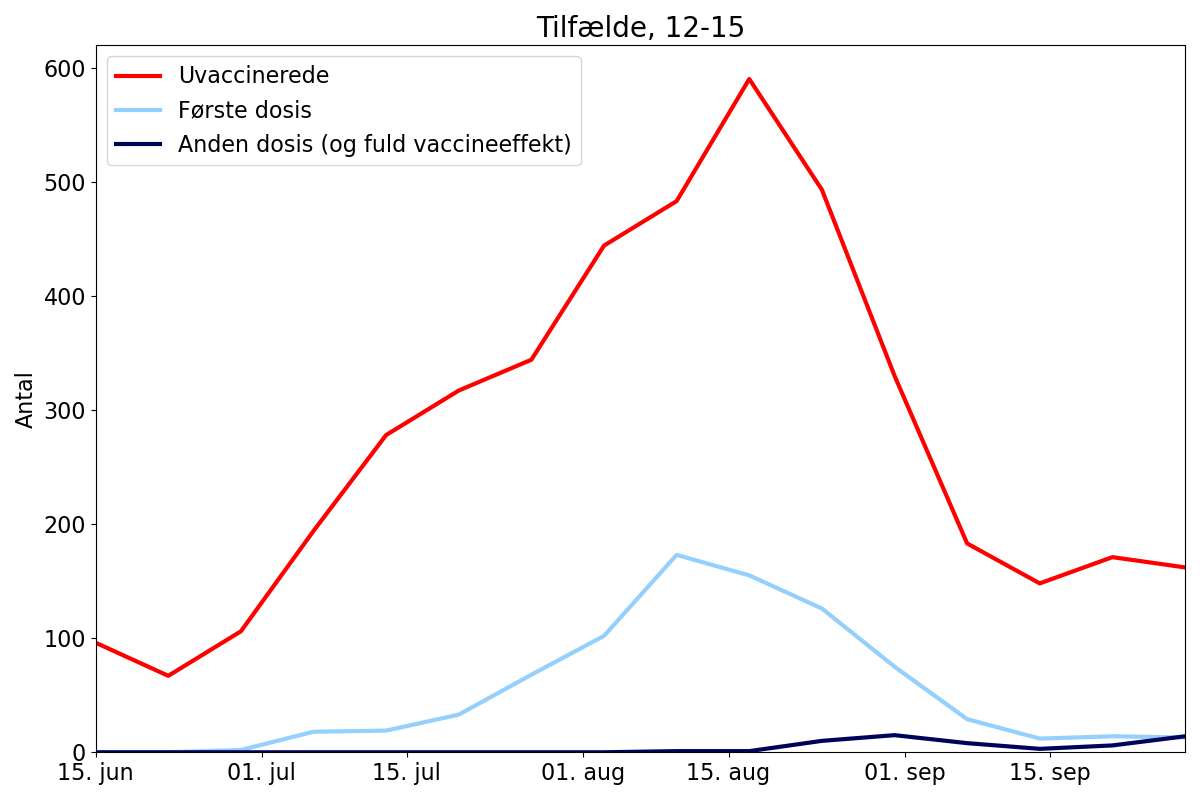 Tilfælde, 12-15
Uvaccinerede
Første dosis
Anden dosis (og fuld vaccineeffekt)
Antal
600
500
400
300
200
100
0
15. jun
01. jul
15. jul
01. aug
15. aug
01. sep
15. sep